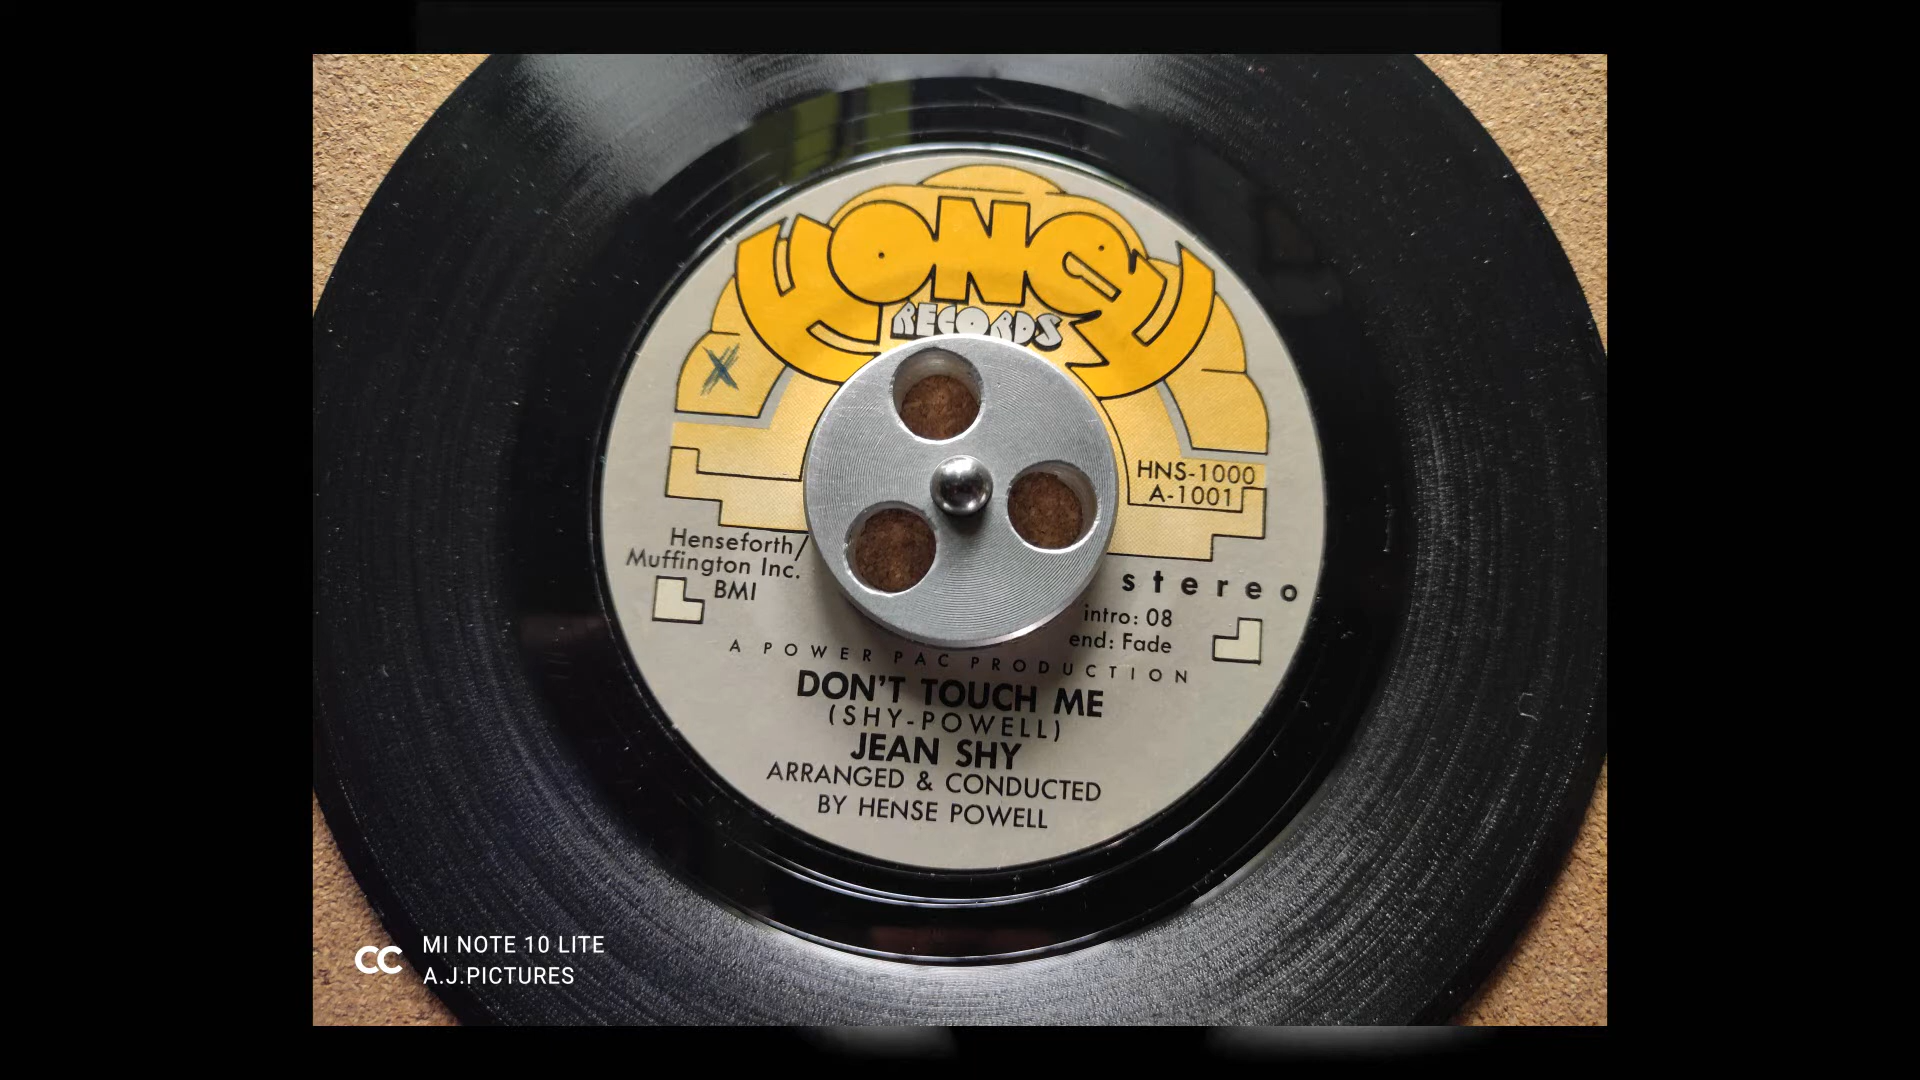 HONEY
RECORDS
HNS-1000
A-1001
Henseforth/
Muffington Inc.
BMI
stereo
intro: 08
end: Fade
A POWER PAC PRODUCTION
DON'T TOUCH ME
(SHY-POWELL)
JEAN SHY
ARRANGED & CONDUCTED
BY HENSE POWELL
CC
MI NOTE 10 LITE
A.J.PICTURES